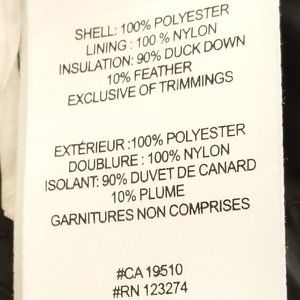 SHELL: 100% POLYESTER
LINING : 100 % NYLON
INSULATION: 90% DUCK DOWN
10% FEATHER
EXCLUSIVE OF TRIMMINGS
EXTÉRIEUR :100% POLYESTER
DOUBLURE : 100% NYLON
ISOLANT: 90% DUVET DE CANARD
10% PLUME
GARNITURES NON COMPRISES
#CA 19510
#RN 123274